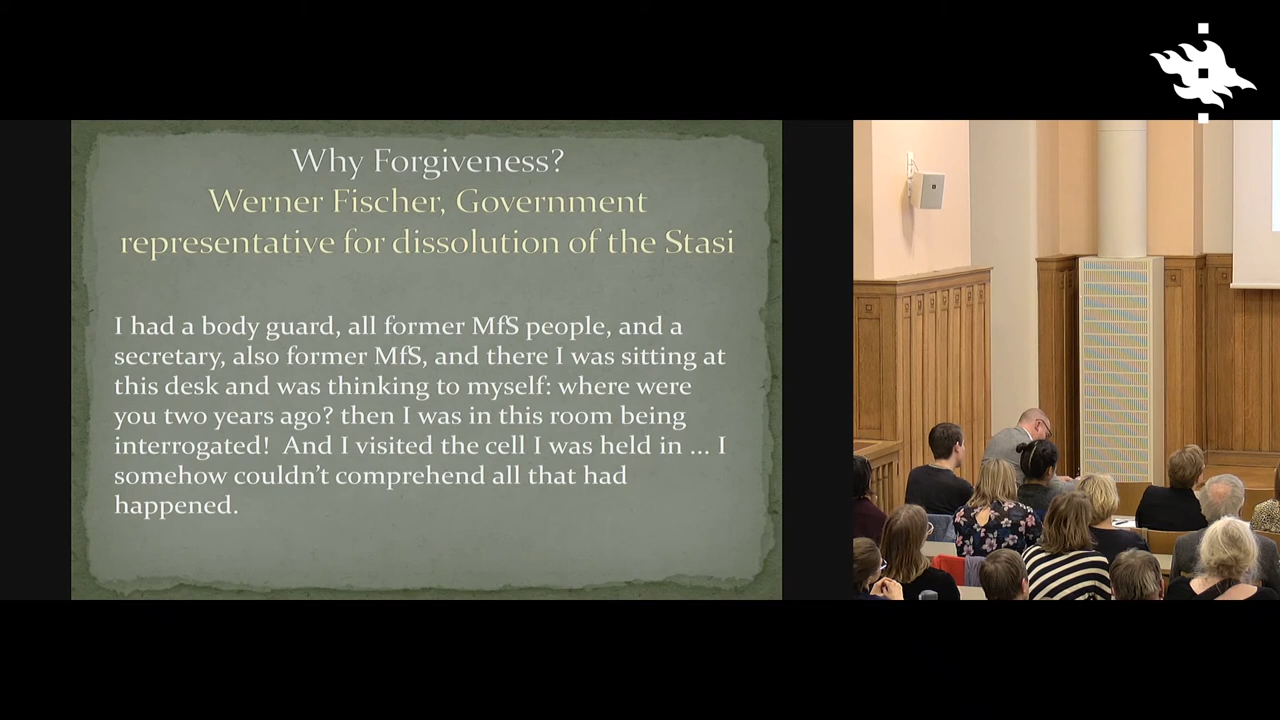 Why Forgiveness?
Werner Fischer, Government
representative for dissolution of the Stasi
I had a body guard, all former MfS people, and a
secretary, also former MfS, and there I was sitting at
this desk and was thinking to myself: where were
you two years ago? then I was in this room being
interrogated!  And I visited the cell I was held in ... I
somehow couldn't comprehend all that had
happened.